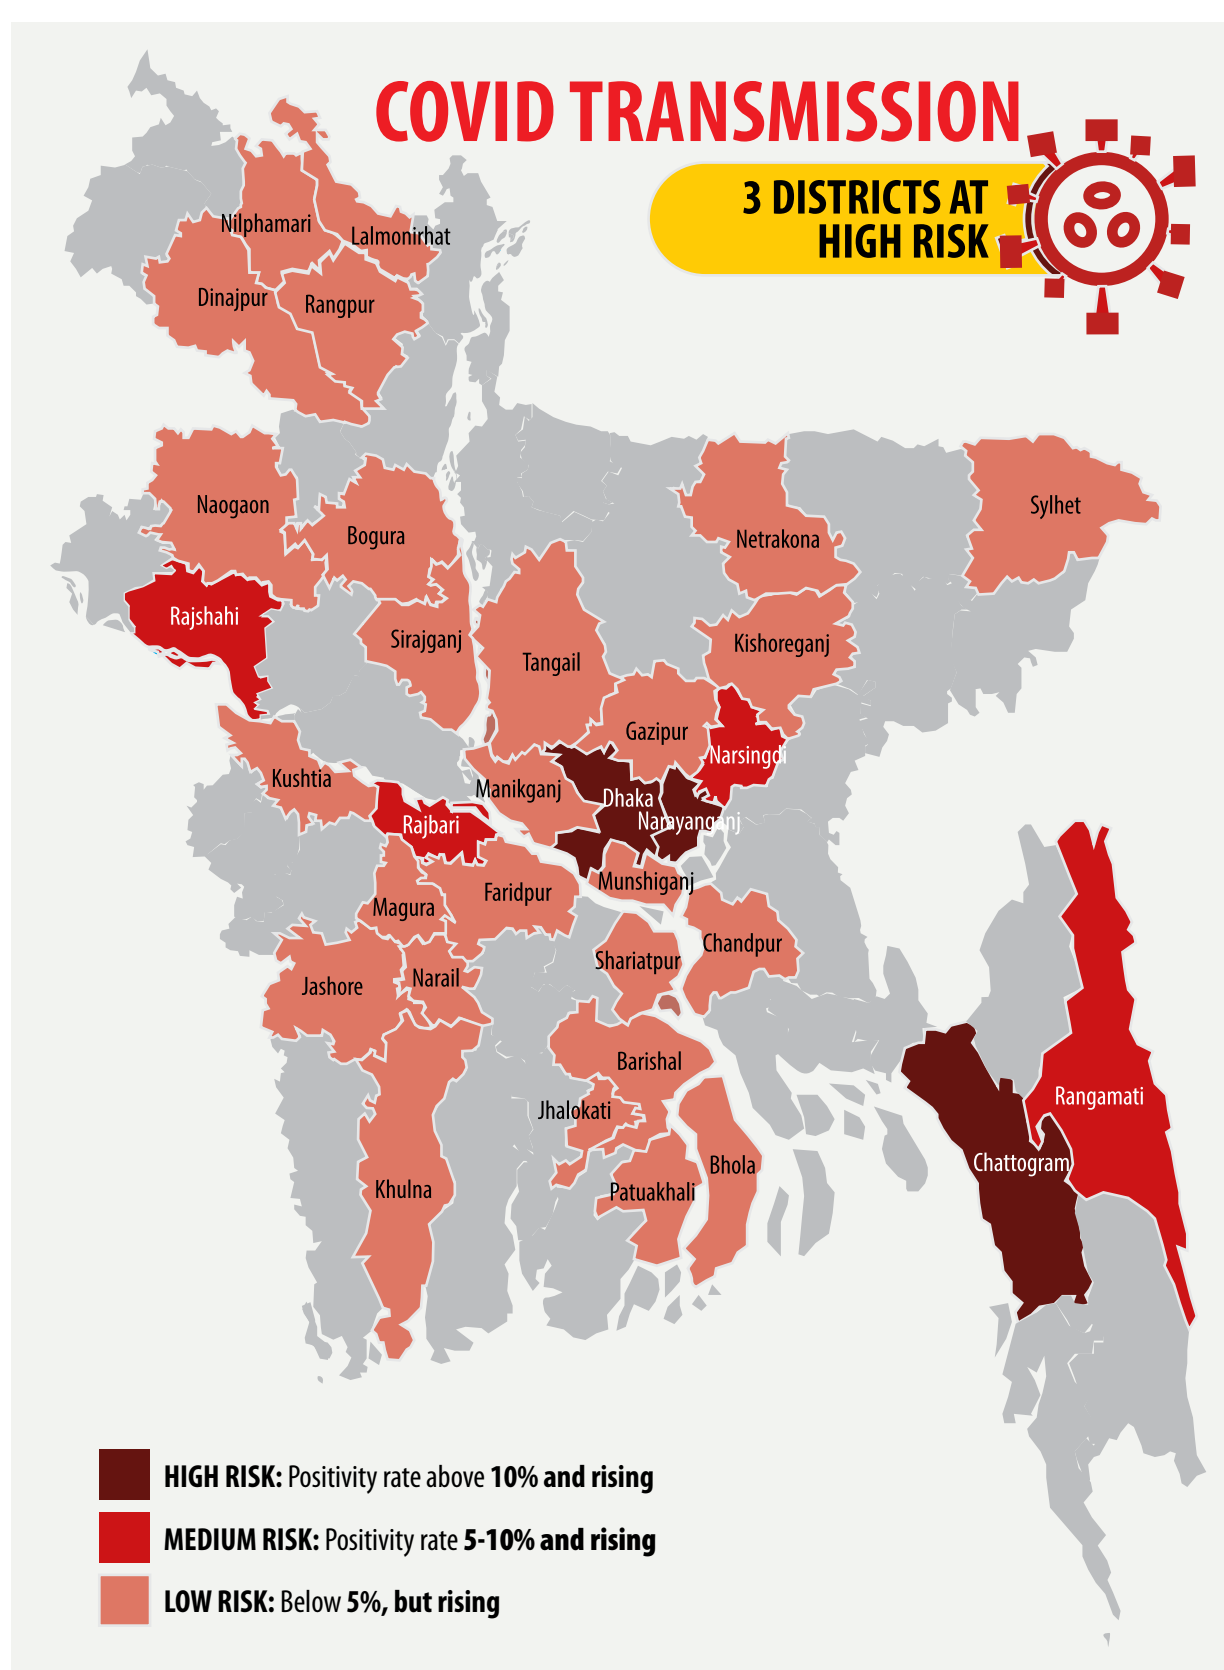 COVID TRANSMISSION
3 DISTRICTS AT
HIGH RISK
Nilphamari
Lalmonirhat
Dinajpur
Rangpur
Naogaon
Bogura
Sylhet
Netrakona
Rajshahi
Sirajganj
Tangail
Kishoreganj
Gazipur
Narsingdi
Kushtia
Manikganj
Dhaka
Narayanganj
Rajbari
Munshiganj
Faridpur
Magura
Chandpur
Shariatpur
Jashore
Narail
Barishal
Jhalokati
Rangamati
Chattogram
Bhola
Khulna
Patuakhali
HIGH RISK: Positivity rate above 10% and rising
MEDIUM RISK: Positivity rate 5-10% and rising
LOW RISK: Below 5%, but rising